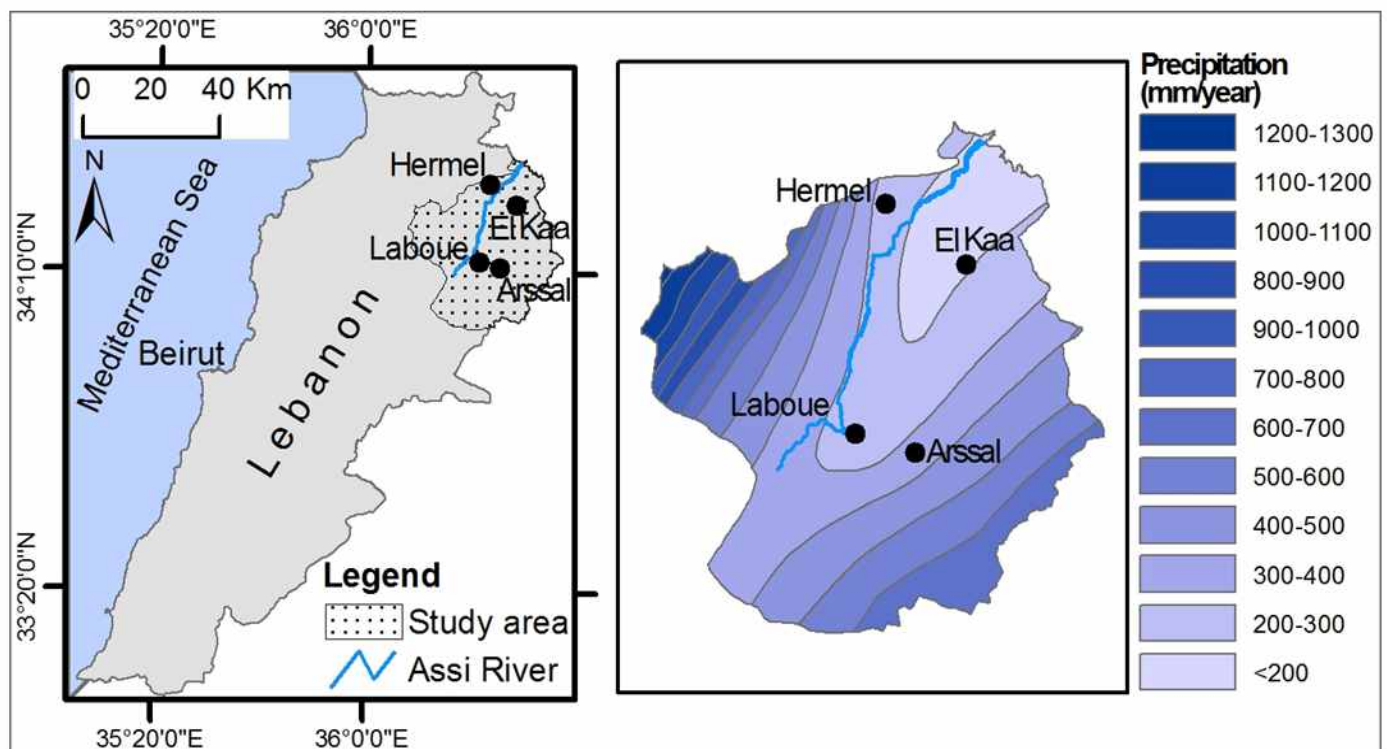 35°20'0"E
36°0'0"E
0 20 40 Km
N
Mediterranean Sea
Hermel
El Kaa
Laboue
Arssal
34°10'0"N
Beirut
Lebanon
33°20'0"N
Legend
Study area
Assi River
35°20'0"E
36°0'0"E
Hermel
El Kaa
Laboue
Arssal
Precipitation
(mm/year)
1200-1300
1100-1200
1000-1100
800-900
900-1000
700-800
600-700
500-600
400-500
300-400
200-300
<200